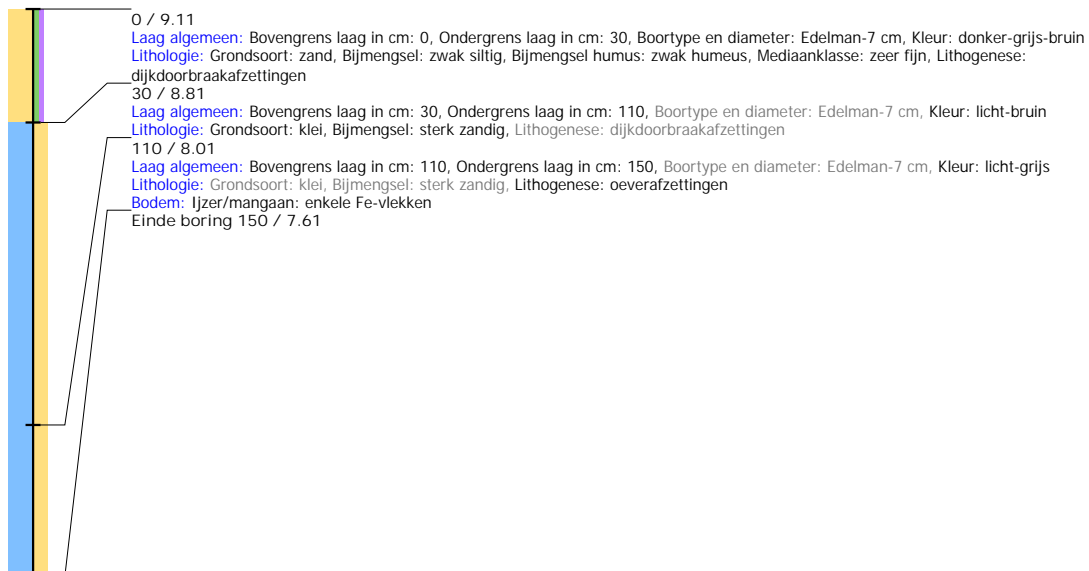 0 / 9.11
Laag algemeen: Bovengrens laag in cm: 0, Ondergrens laag in cm: 30, Boortype en diameter: Edelman-7 cm, Kleur: donker-grijs-bruin
Lithologie: Grondsoort: zand, Bijmengsel: zwak siltig, Bijmengsel humus: zwak humeus, Mediaanklasse: zeer fijn, Lithogenese:
dijkdoorbraakafzettingen
30 / 8.81
Laag algemeen: Bovengrens laag in cm: 30, Ondergrens laag in cm: 110, Boortype en diameter: Edelman-7 cm, Kleur: licht-bruin
Lithologie: Grondsoort: klei, Bijmengsel: sterk zandig, Lithogenese: dijkdoorbraakafzettingen
110 / 8.01
Laag algemeen: Bovengrens laag in cm: 110, Ondergrens laag in cm: 150, Boortype en diameter: Edelman-7 cm, Kleur: licht-grijs
Lithologie: Grondsoort: klei, Bijmengsel: sterk zandig, Lithogenese: oeverafzettingen
Bodem: Ijzer/mangaan: enkele Fe-vlekken
Einde boring 150 / 7.61